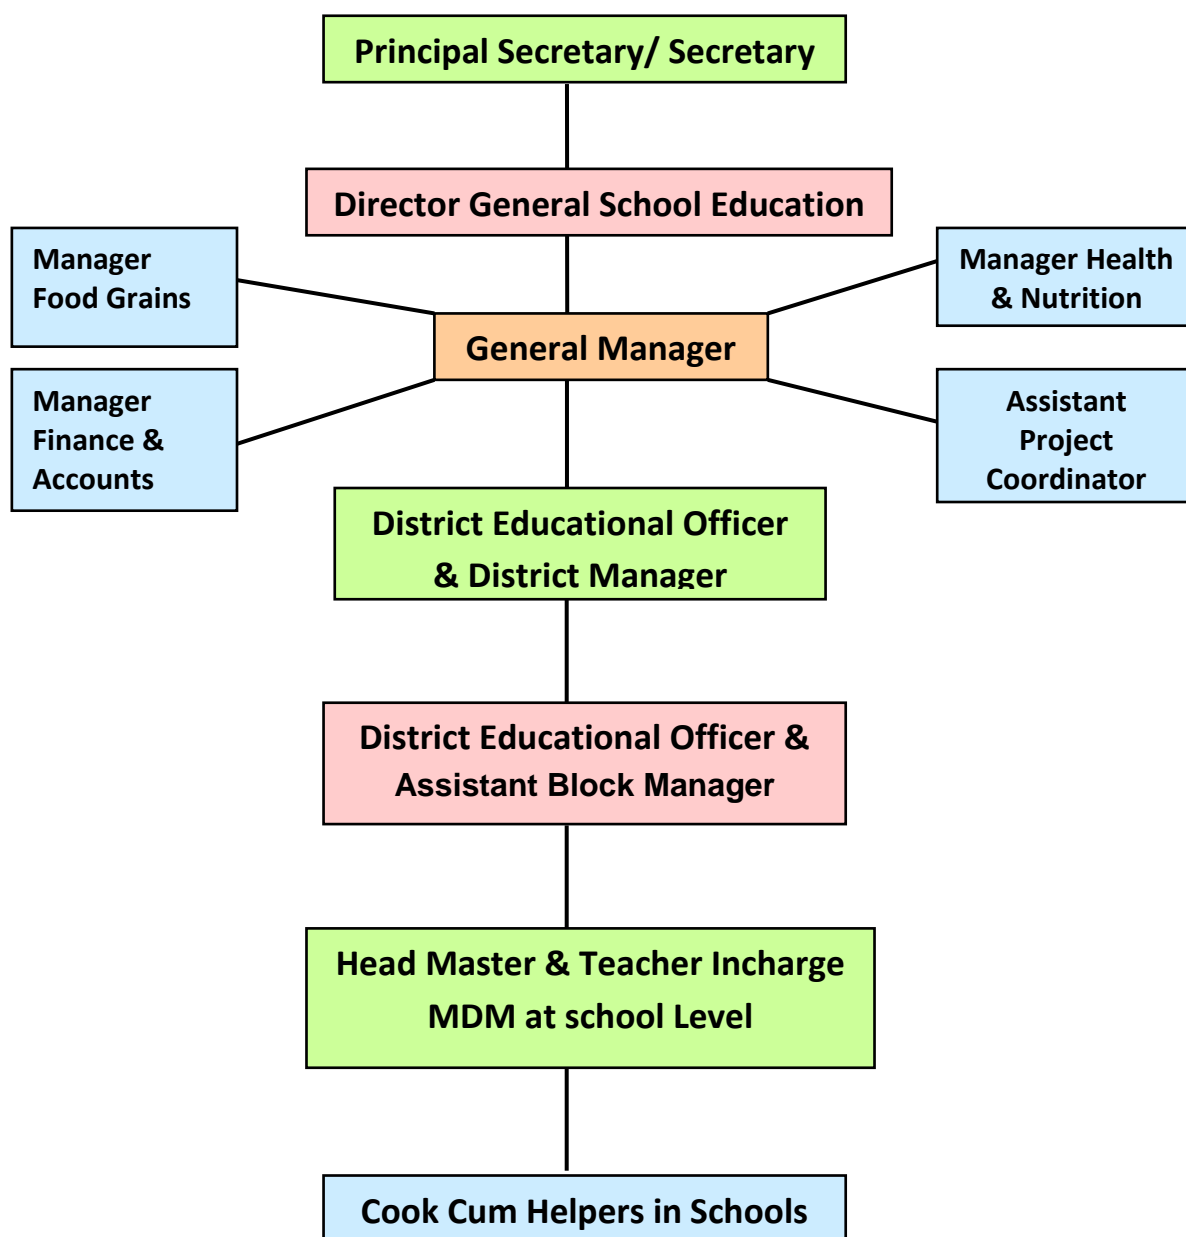 Principal Secretary/ Secretary
Director General School Education
Manager
Food Grains
Manager Health
& Nutrition
General Manager
Manager
Finance &
Accounts
Assistant
Project
Coordinator
District Educational Officer
& District Manager
District Educational Officer &
Assistant Block Manager
Head Master & Teacher Incharge
MDM at school Level
Cook Cum Helpers in Schools